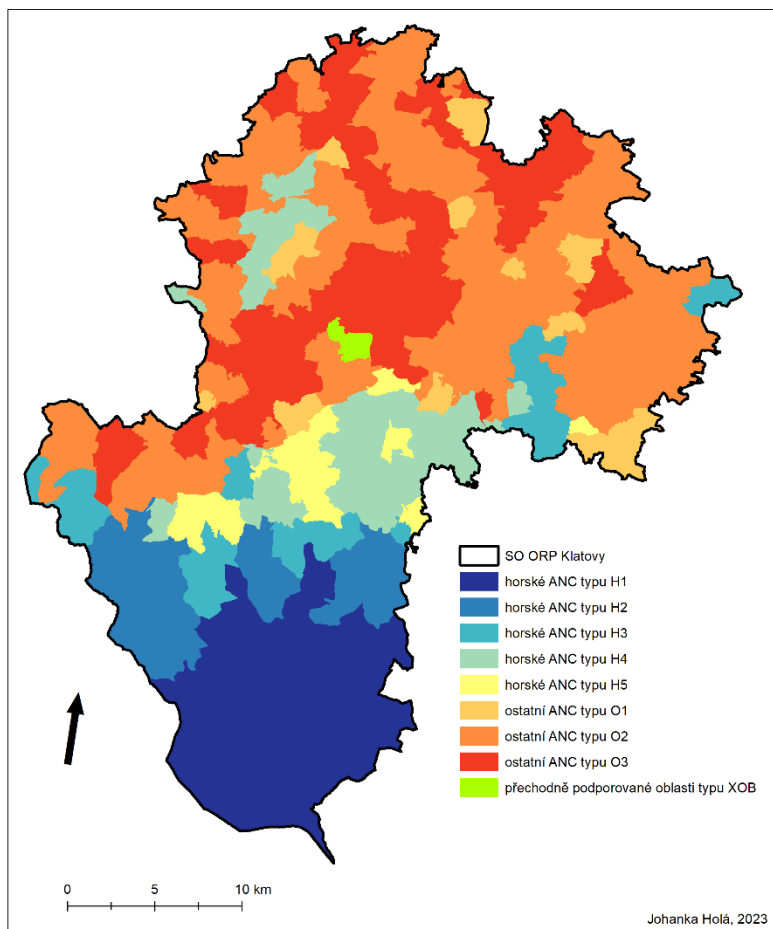 SO ORP Klatovy
horské ANC typu H1
horské ANC typu H2
horské ANC typu H3
horské ANC typu H4
horské ANC typu H5
ostatní ANC typu O1
ostatní ANC typu O2
ostatní ANC typu O3
přechodně podporované oblasti typu XOB
0 5 10 km
Johanka Holá, 2023